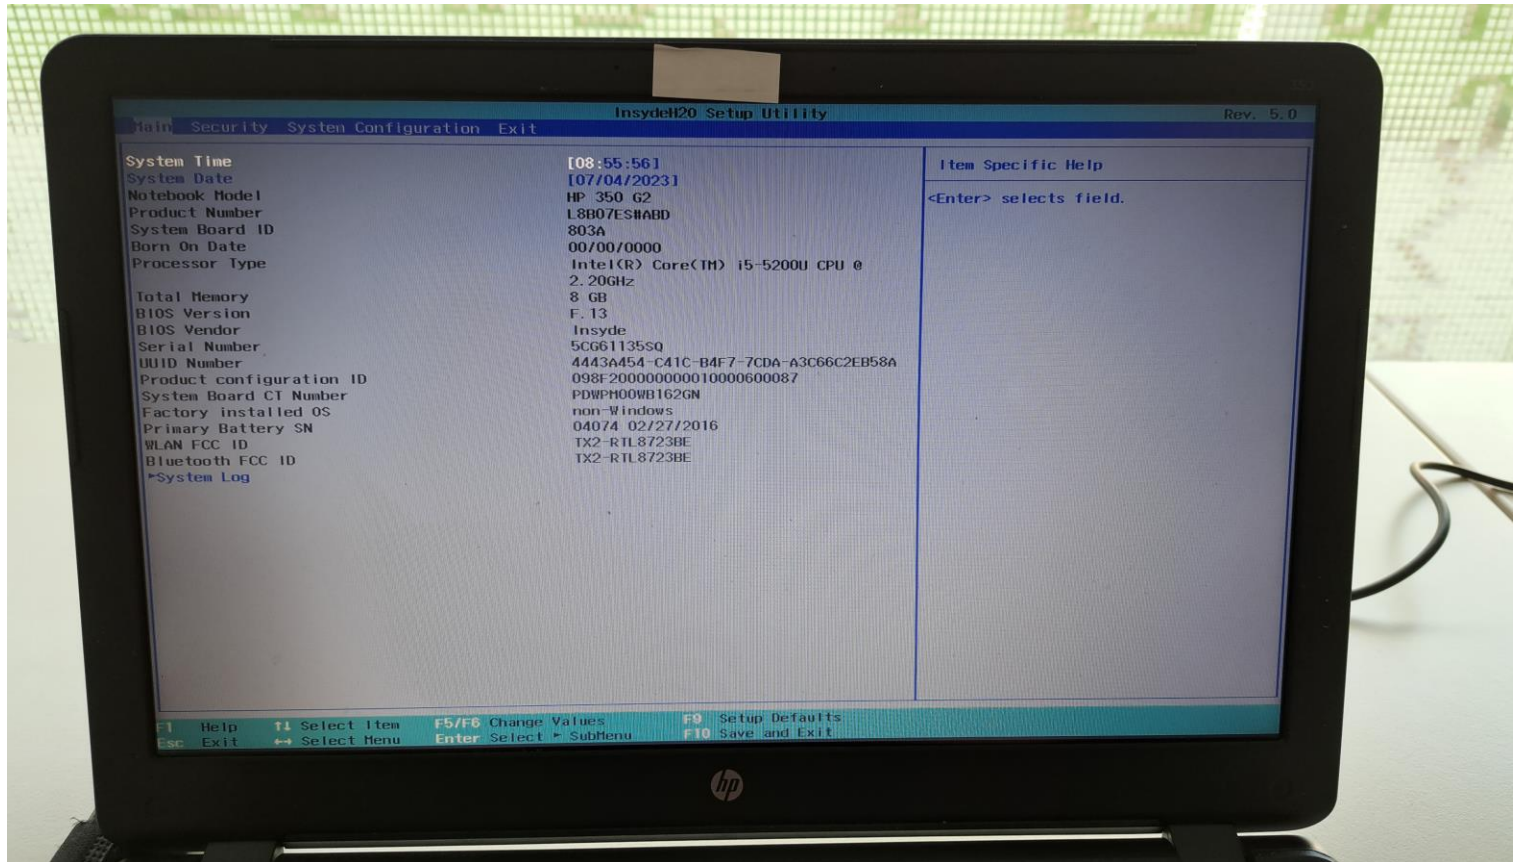 InsydeH20 Setup Utility Rev. 5.0
Main Security System Configuration Exit
System Time [08:55:56]
System Date [07/04/2023]
Notebook Model HP 350 G2
Product Number L8B07ES#ABD
System Board ID 803A
Born On Date 00/00/0000
Processor Type Intel(R) Core(TM) i5-5200U CPU @
2.20GHz
Total Memory 8 GB
BIOS Version F.13
BIOS Vendor Insyde
Serial Number 5CG61135SQ
UUID Number 4443A454-C41C-B4F7-7CDA-A3C66C2EB58A
Product configuration ID 098F200000000010000600087
System Board CT Number PDWPM00WB162GN
Factory installed OS non-Windows
Primary Battery SN 04074 02/27/2016
WLAN FCC ID TX2-RTL8723BE
Bluetooth FCC ID TX2-RTL8723BE
►System Log
Item Specific Help
<Enter> selects field.
F1 Help ↑↓ Select Item F5/F6 Change Values F9 Setup Defaults
Esc Exit ↔ Select Menu Enter Select ► SubMenu F10 Save and Exit
hp